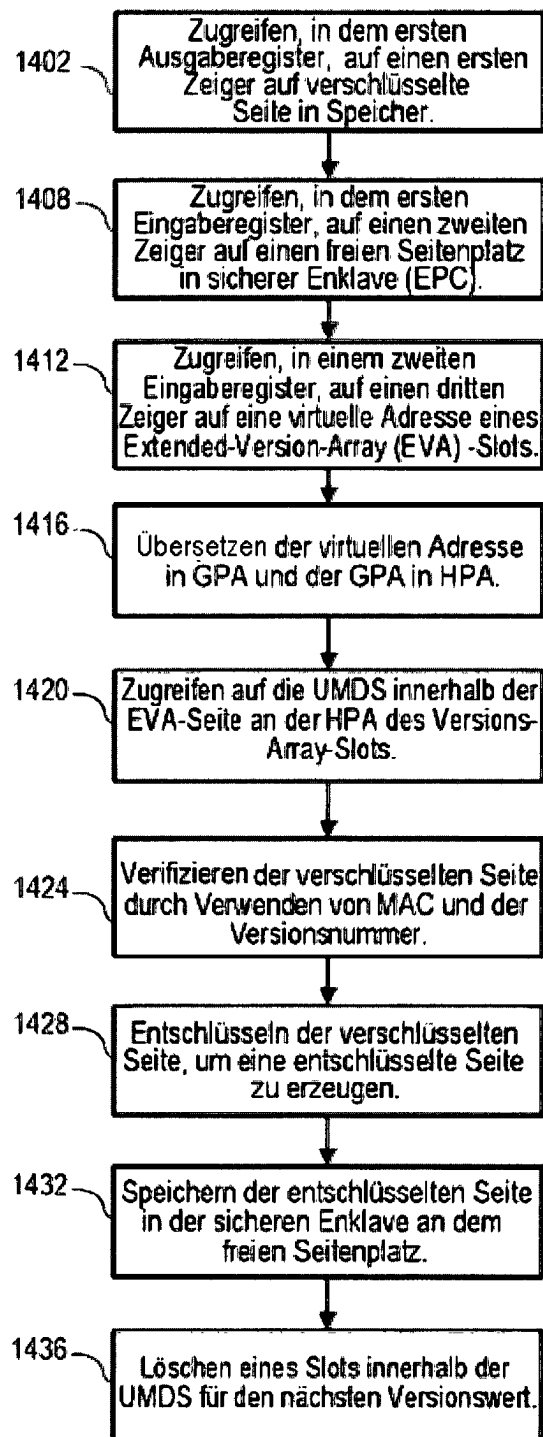 1402
Zugreifen, in dem ersten
Ausgaberegister, auf einen ersten
Zeiger auf verschlüsselte
Seite in Speicher.
1408
Zugreifen, in dem ersten
Eingaberegister, auf einen zweiten
Zeiger auf einen freien Seitenplatz
in sicherer Enklave (EPC).
1412
Zugreifen, in einem zweiten
Eingaberegister, auf einen dritten
Zeiger auf eine virtuelle Adresse eines
Extended-Version-Array (EVA) -Slots.
1416
Übersetzen der virtuellen Adresse
in GPA und der GPA in HPA.
1420
Zugreifen auf die UMDS innerhalb der
EVA-Seite an der HPA des Versions-
Array-Slots.
1424
Verifizieren der verschlüsselten Seite
durch Verwenden von MAC und der
Versionsnummer.
1428
Entschlüsseln der verschlüsselten
Seite, um eine entschlüsselte Seite
zu erzeugen.
1432
Speichern der entschlüsselten Seite
in der sicheren Enklave an dem
freien Seitenplatz.
1436
Löschen eines Slots innerhalb der
UMDS für den nächsten Versionswert.